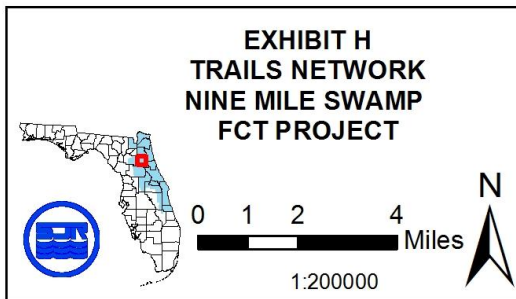 EXHIBIT H
TRAILS NETWORK
NINE MILE SWAMP
FCT PROJECT
N
0 1 2 4
Miles
1:200000